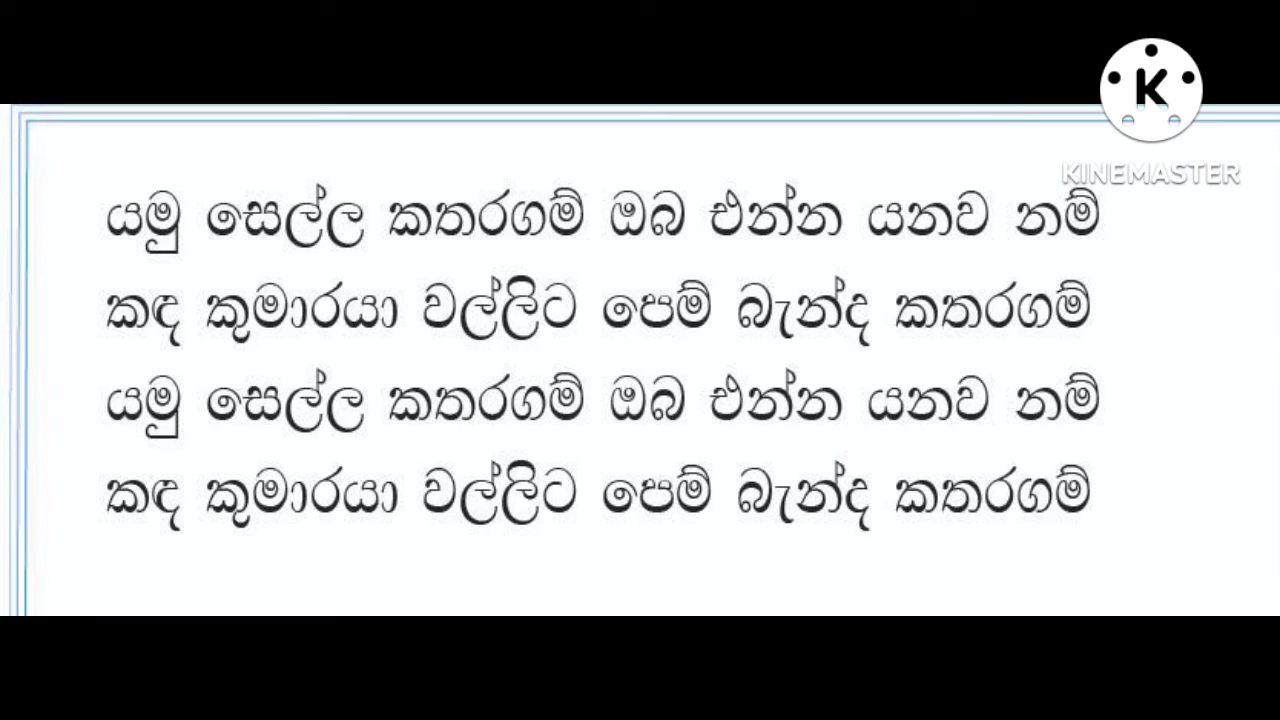 K
KINEMASTER
යමු සෙල්ල කතරගම් ඔබ එන්න යනව නම්
කඳ කුමාරයා වල්ලිට පෙම් බැන්ද කතරගම්
යමු සෙල්ල කතරගම් ඔබ එන්න යනව නම්
කඳ කුමාරයා වල්ලිට පෙම් බැන්ද කතරගම්